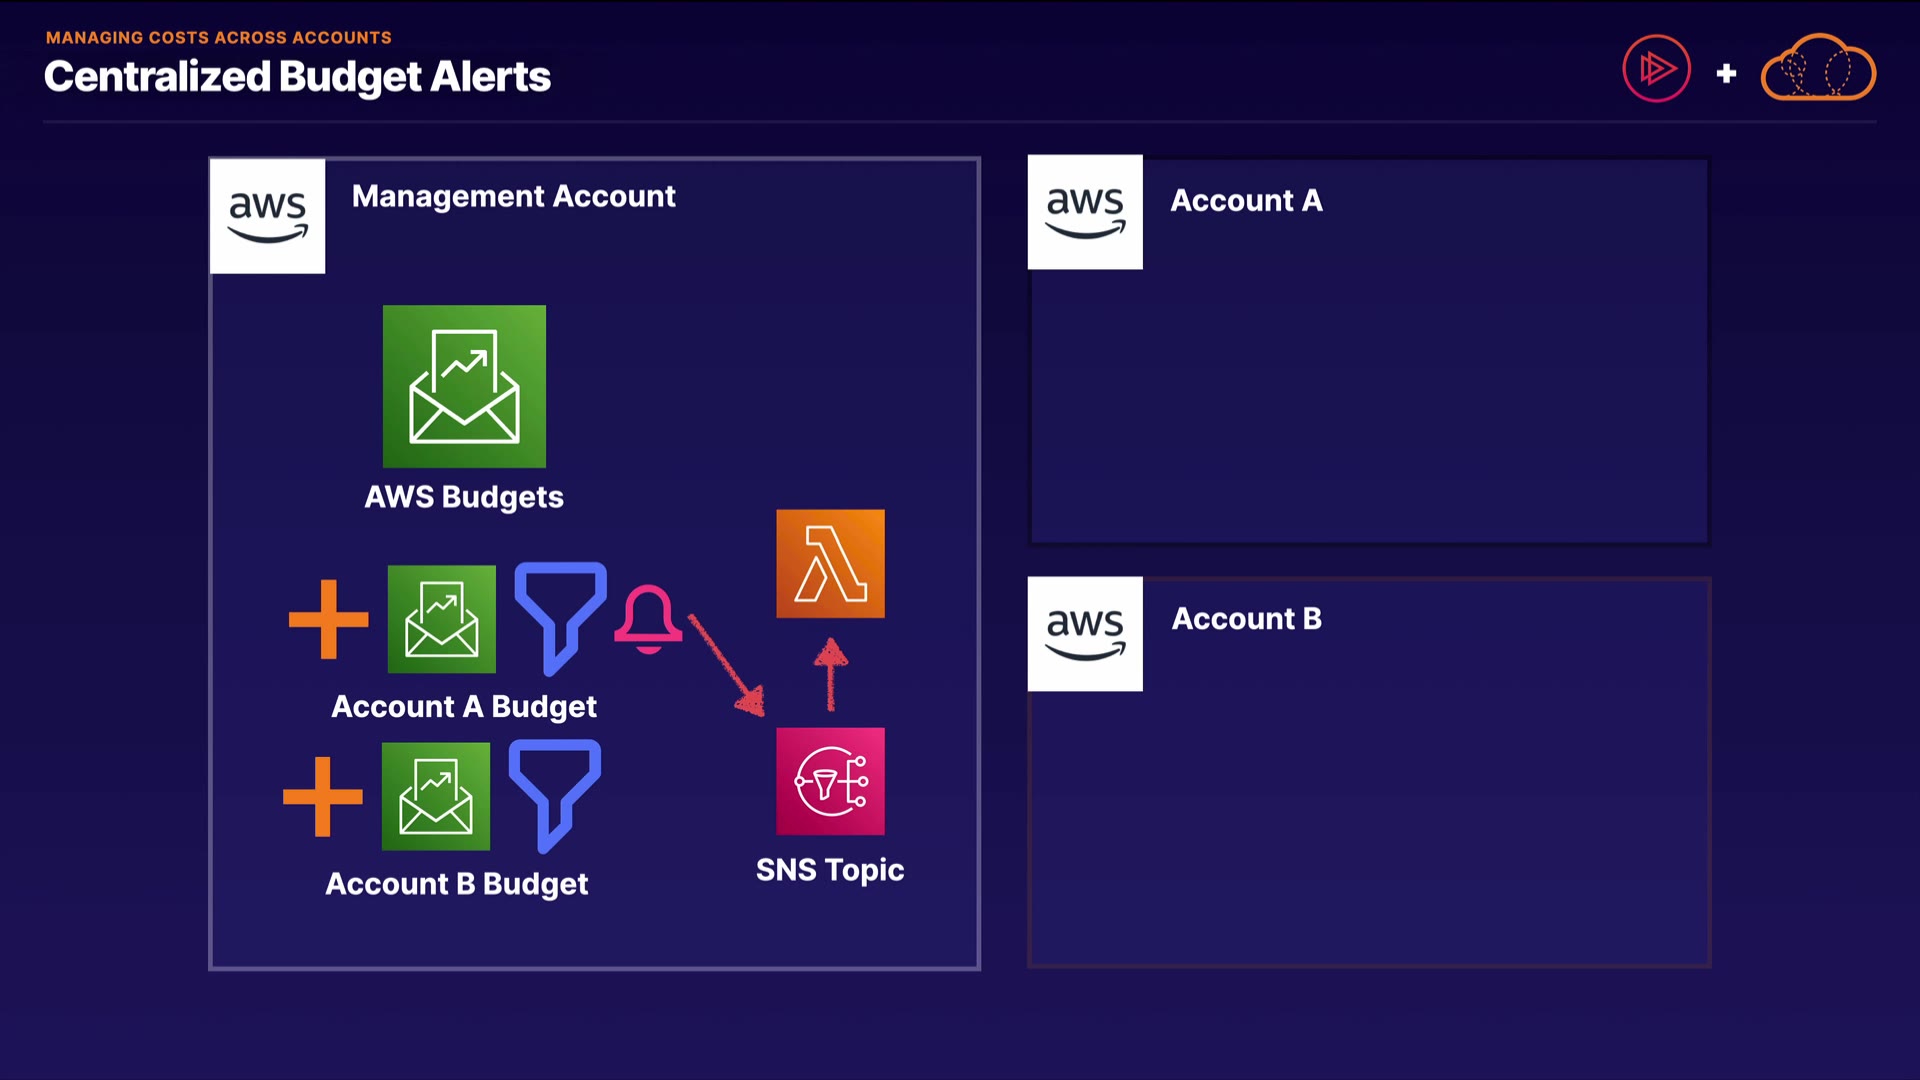 MANAGING COSTS ACROSS ACCOUNTS
Centralized Budget Alerts
aws
Management Account
AWS Budgets
Account A Budget
Account B Budget
SNS Topic
aws
Account A
aws
Account B